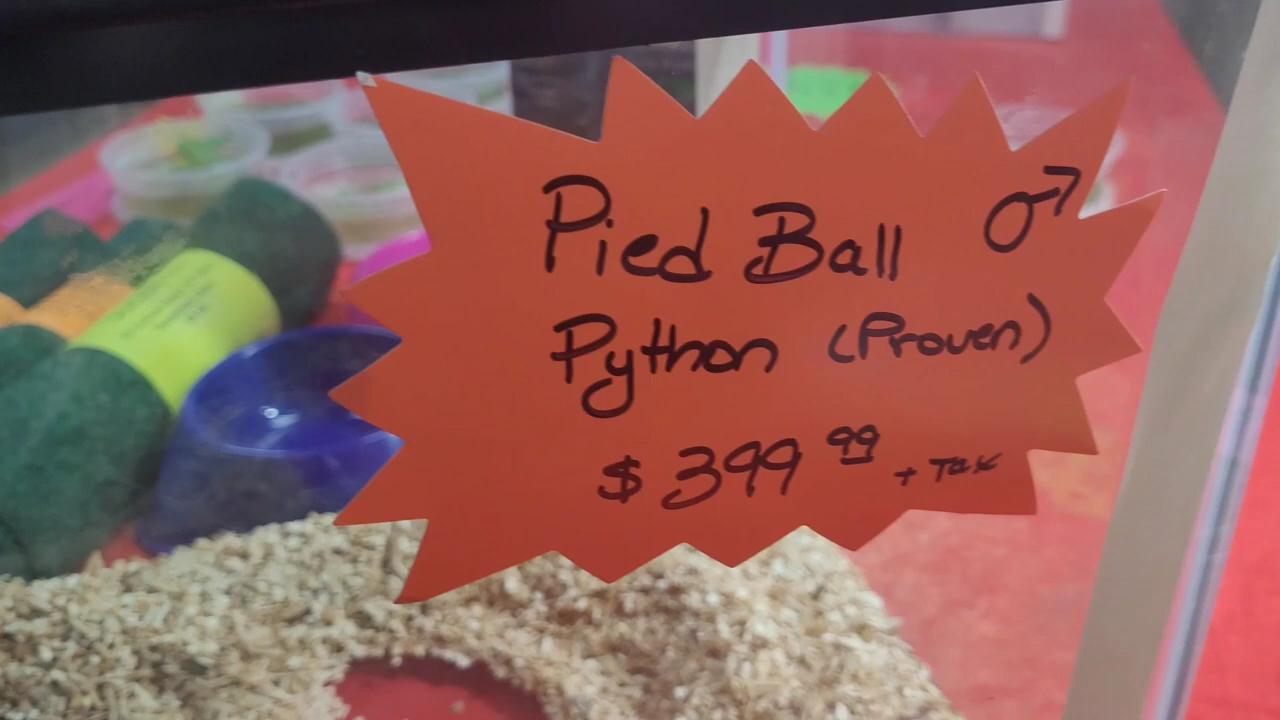 Pied Ball ♂
Python (Proven)
$399.99 + Tax